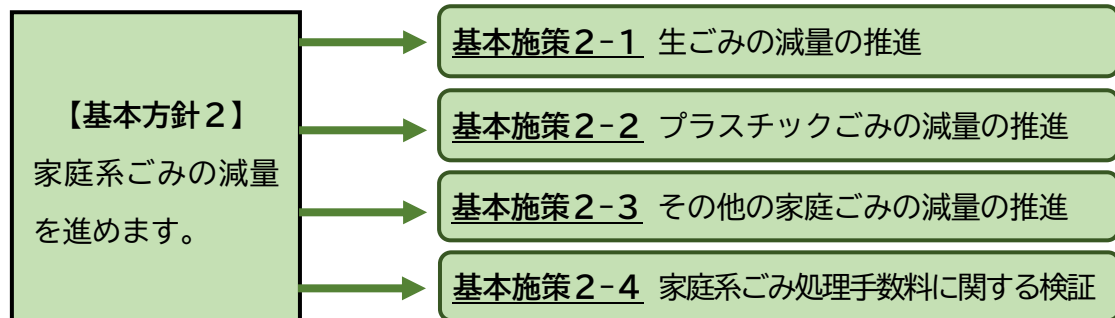 【基本方針２】
家庭系ごみの減量
を進めます。
基本施策２-１ 生ごみの減量の推進
基本施策２-２ プラスチックごみの減量の推進
基本施策２-３ その他の家庭ごみの減量の推進
基本施策２-４ 家庭系ごみ処理手数料に関する検証